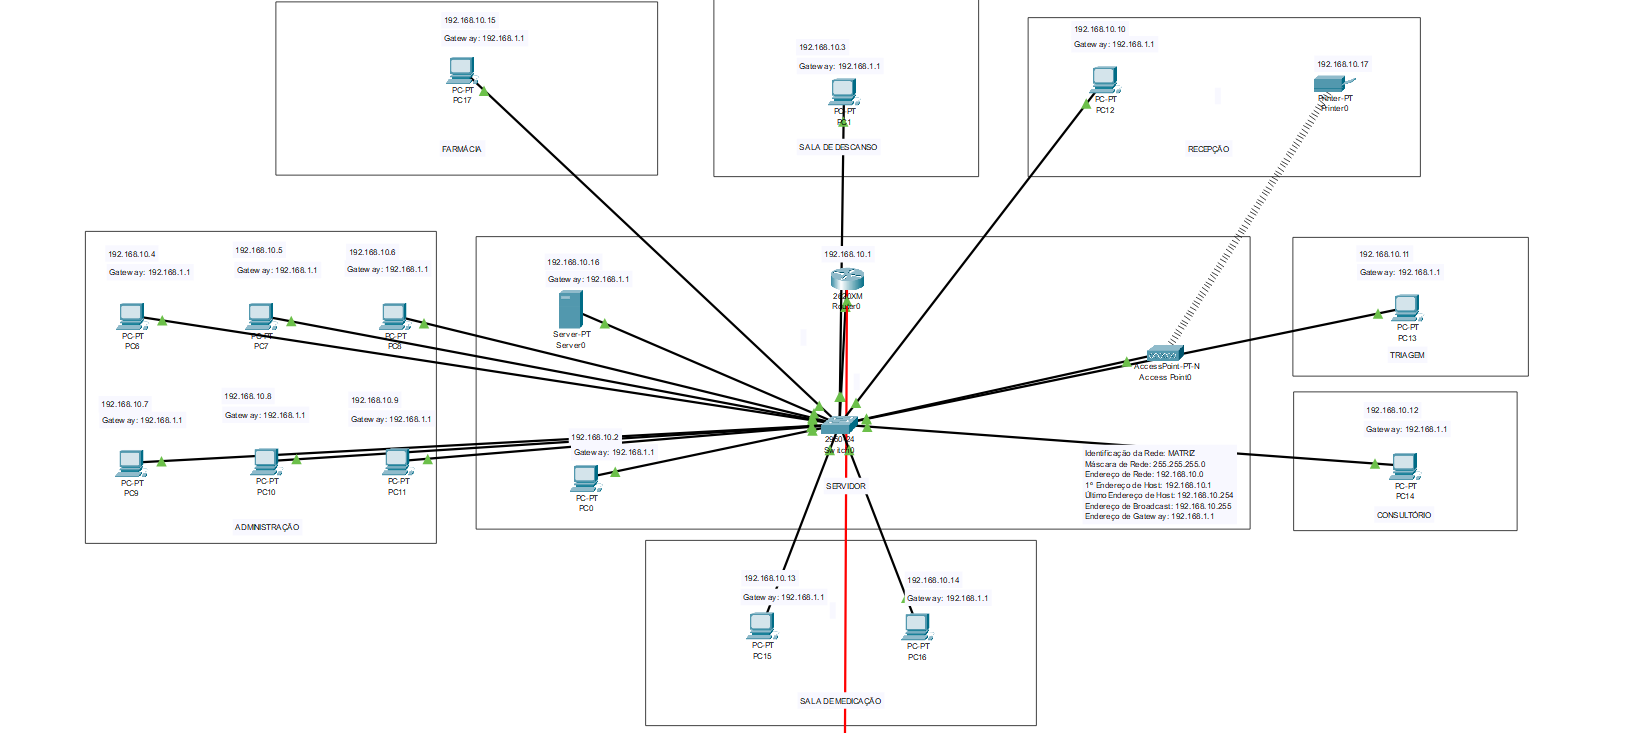 192.168.10.15
Gateway: 192.168.1.1
PC-PT
PC17
FARMÁCIA
192.168.10.3
Gateway: 192.168.1.1
PC-PT
PC1
SALA DE DESCANSO
192.168.10.10
Gateway: 192.168.1.1
PC-PT
PC12
192.168.10.17
Printer-PT
Printer0
RECEPÇÃO
192.168.10.4
Gateway: 192.168.1.1
PC-PT
PC6
192.168.10.5
Gateway: 192.168.1.1
PC-PT
PC7
192.168.10.6
Gateway: 192.168.1.1
PC-PT
PC8
192.168.10.7
Gateway: 192.168.1.1
PC-PT
PC9
192.168.10.8
Gateway: 192.168.1.1
PC-PT
PC10
192.168.10.9
Gateway: 192.168.1.1
PC-PT
PC11
ADMINISTRAÇÃO
192.168.10.16
Gateway: 192.168.1.1
Server-PT
Server0
192.168.10.1
Router0
192.168.10.2
Gateway: 192.168.1.1
PC-PT
PC0
2950-24
Switch0
SERVIDOR
AccessPoint-PT-N
Access Point0
Identificação da Rede: MATRIZ
Máscara de Rede: 255.255.255.0
Endereço de Rede: 192.168.10.0
1º Endereço de Host: 192.168.10.1
Último Endereço de Host: 192.168.10.254
Endereço de Broadcast: 192.168.10.255
Endereço de Gateway: 192.168.1.1
192.168.10.11
Gateway: 192.168.1.1
PC-PT
PC13
TRIAGEM
192.168.10.12
Gateway: 192.168.1.1
PC-PT
PC14
CONSULTÓRIO
192.168.10.13
Gateway: 192.168.1.1
PC-PT
PC15
192.168.10.14
Gateway: 192.168.1.1
PC-PT
PC16
SALA DE MEDICAÇÃO